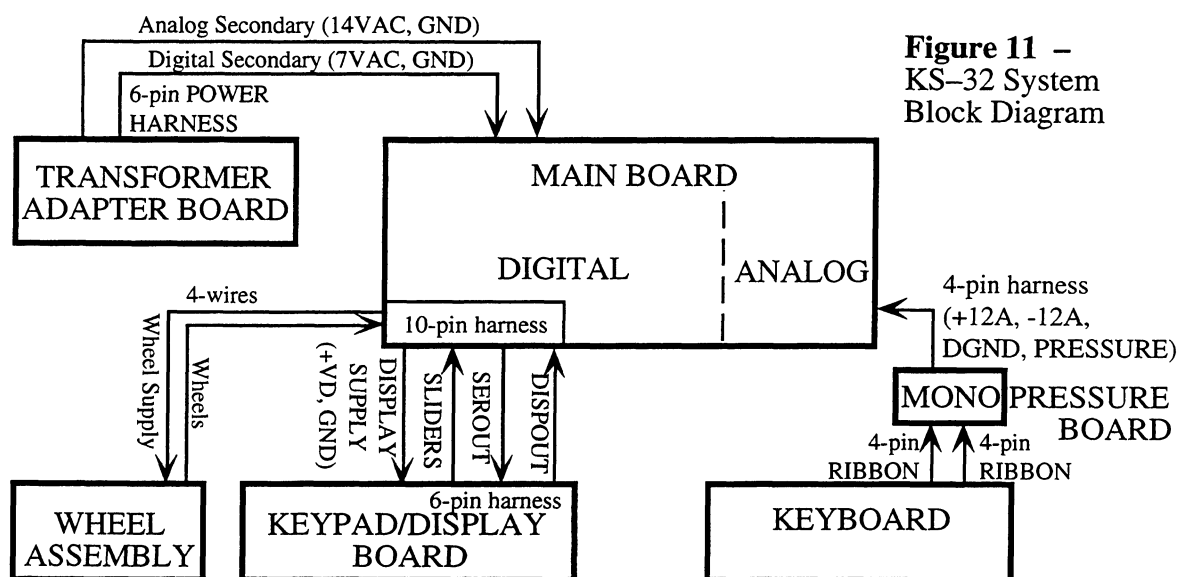 Analog Secondary (14VAC, GND)
Digital Secondary (7VAC, GND)
6-pin POWER
HARNESS
Figure 11 –
KS–32 System
Block Diagram
TRANSFORMER
ADAPTER BOARD
MAIN BOARD
DIGITAL
ANALOG
4-wires
10-pin harness
4-pin harness
(+12A, -12A,
DGND, PRESSURE)
Wheel Supply
Wheels
DISPLAY
SUPPLY
(+VD, GND)
SLIDERS
SEROUT
DISPOUT
MONO PRESSURE
BOARD
4-pin
RIBBON
4-pin
RIBBON
WHEEL
ASSEMBLY
6-pin harness
KEYPAD/DISPLAY
BOARD
KEYBOARD